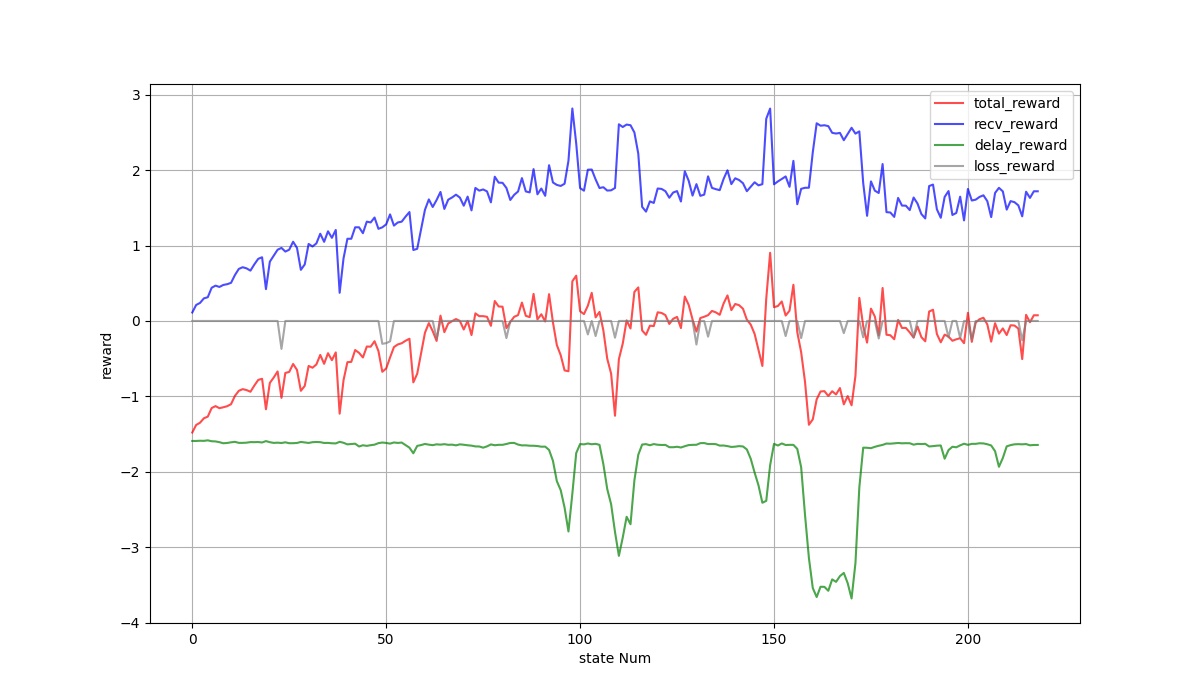 3
2
1
0
−1
−2
−3
−4
reward
0
50
100
150
200
state Num
total_reward
recv_reward
delay_reward
loss_reward